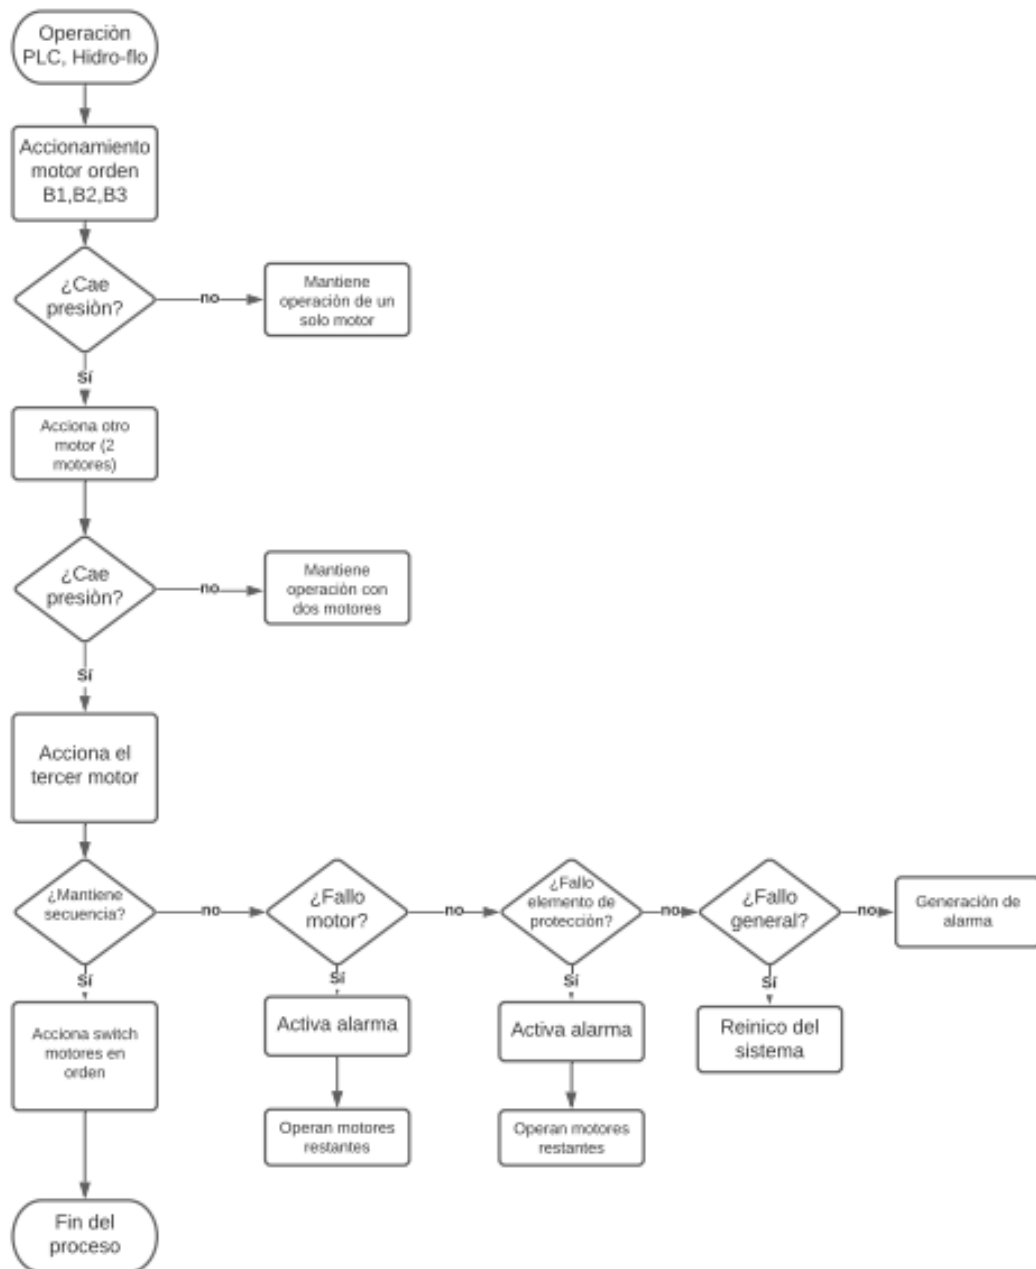 Operación
PLC, Hidro-flo
Accionamiento
motor orden
B1,B2,B3
¿Cae
presión?
no
Mantiene
operación de un
solo motor
Sí
Acciona otro
motor (2
motores)
¿Cae
presión?
no
Mantiene
operación con
dos motores
Sí
Acciona el
tercer motor
¿Mantiene
secuencia?
no
¿Fallo
motor?
no
¿Fallo
elemento de
protección?
no
¿Fallo
general?
no
Generación de
alarma
Sí
Sí
Sí
Sí
Acciona switch
motores en
orden
Activa alarma
Activa alarma
Reinico del
sistema
Operan motores
restantes
Operan motores
restantes
Fin del
proceso